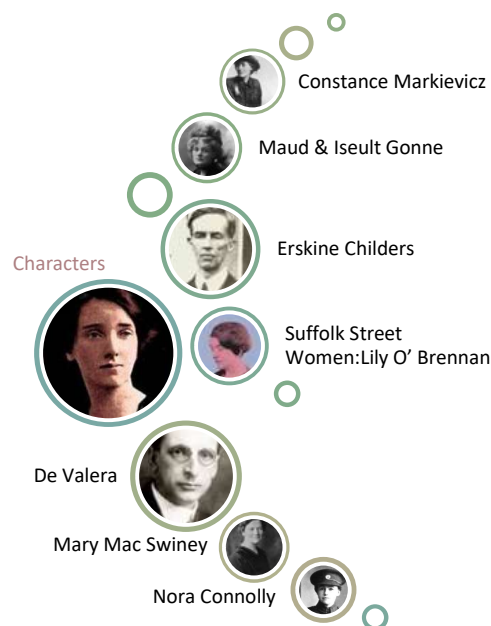 Constance Markievicz
Maud & Iseult Gonne
Erskine Childers
Characters
Suffolk Street
Women:Lily O’ Brennan
De Valera
Mary Mac Swiney
Nora Connolly